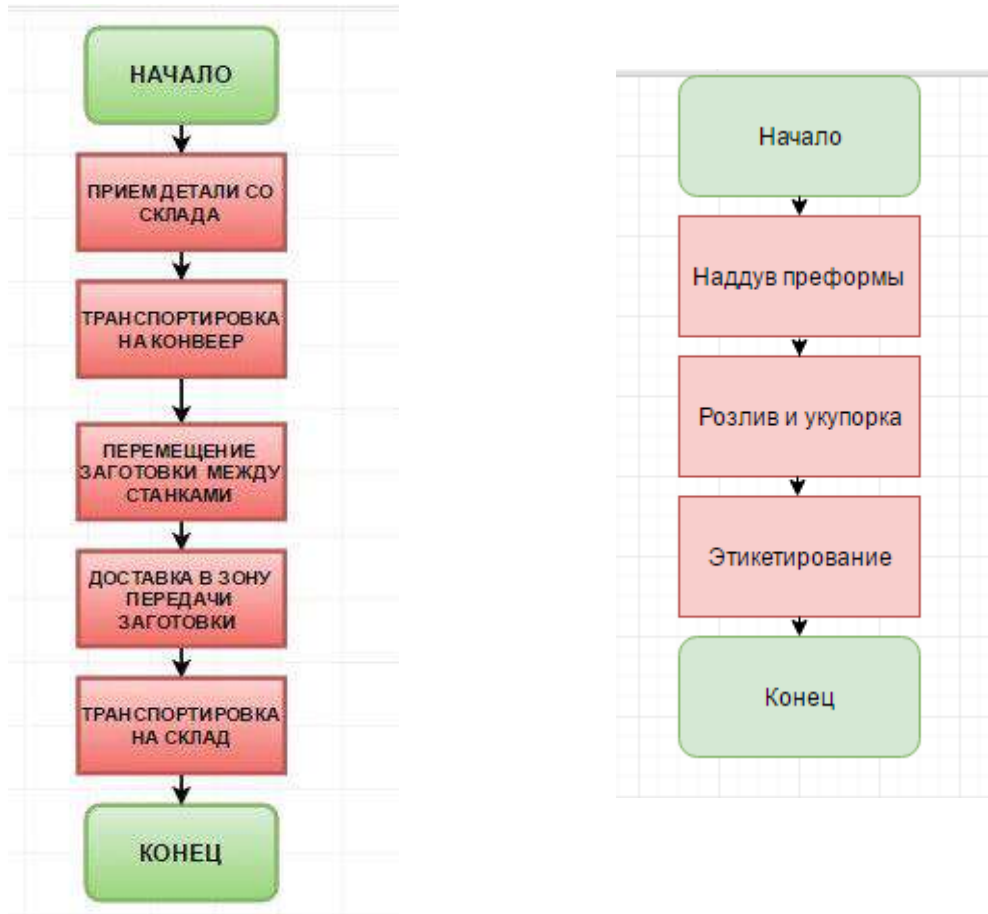 НАЧАЛО
ПРИЕМ ДЕТАЛИ СО
СКЛАДА
ТРАНСПОРТИРОВКА
НА КОНВЕЕР
ПЕРЕМЕЩЕНИЕ
ЗАГОТОВКИ МЕЖДУ
СТАНКАМИ
ДОСТАВКА В ЗОНУ
ПЕРЕДАЧИ
ЗАГОТОВКИ
ТРАНСПОРТИРОВКА
НА СКЛАД
КОНЕЦ
Начало
Наддув преформы
Розлив и укупорка
Этикетирование
Конец